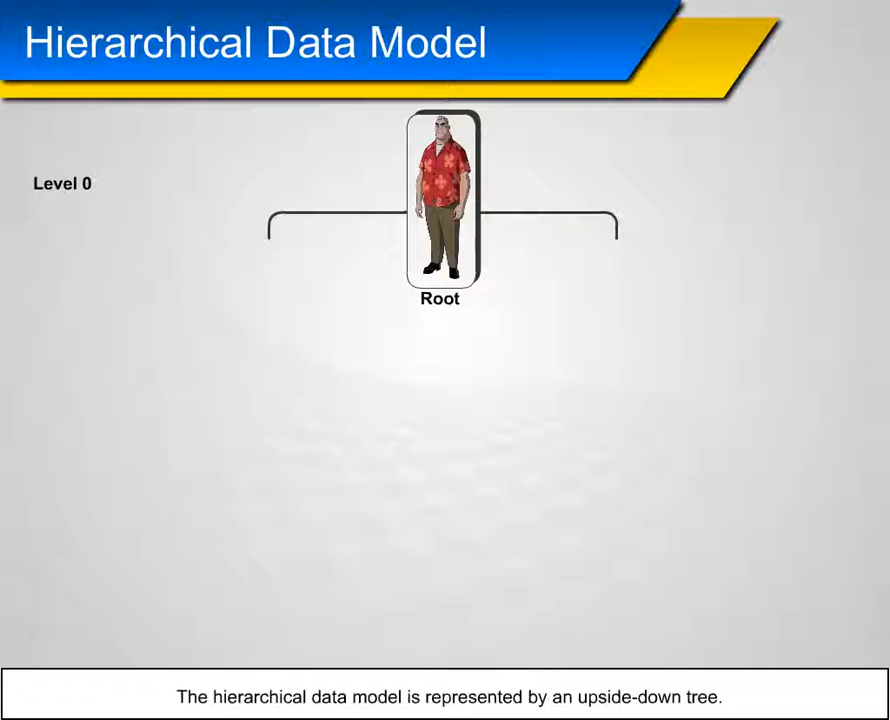 Hierarchical Data Model
Level 0
Root
The hierarchical data model is represented by an upside-down tree.